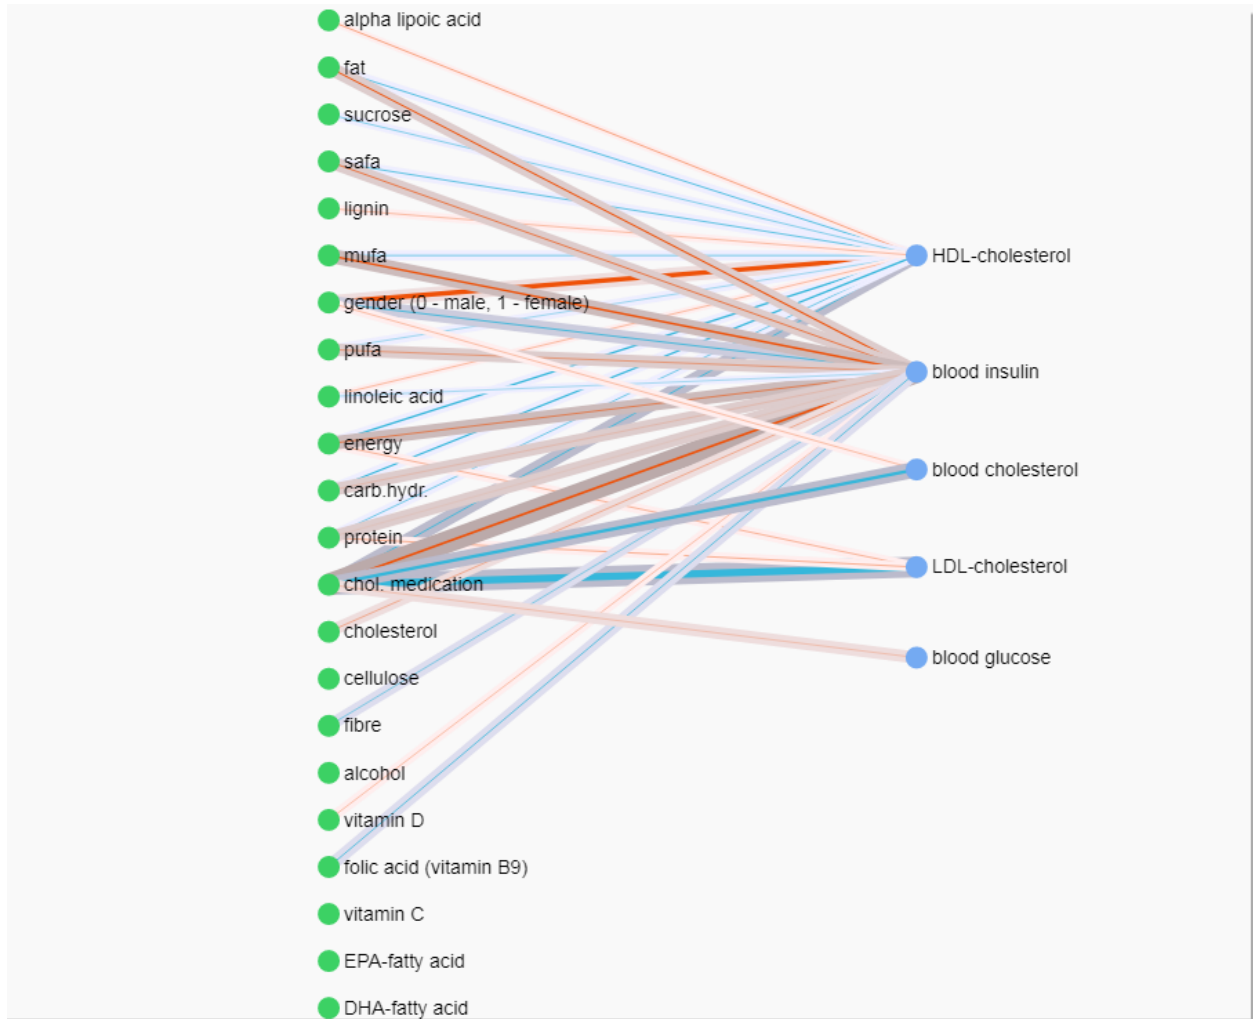 alpha lipoic acid
fat
sucrose
safa
lignin
mufa
gender (0 - male, 1 - female)
pufa
linoleic acid
energy
carb.hydr.
protein
chol. medication
cholesterol
cellulose
fibre
alcohol
vitamin D
folic acid (vitamin B9)
vitamin C
EPA-fatty acid
DHA-fatty acid
HDL-cholesterol
blood insulin
blood cholesterol
LDL-cholesterol
blood glucose